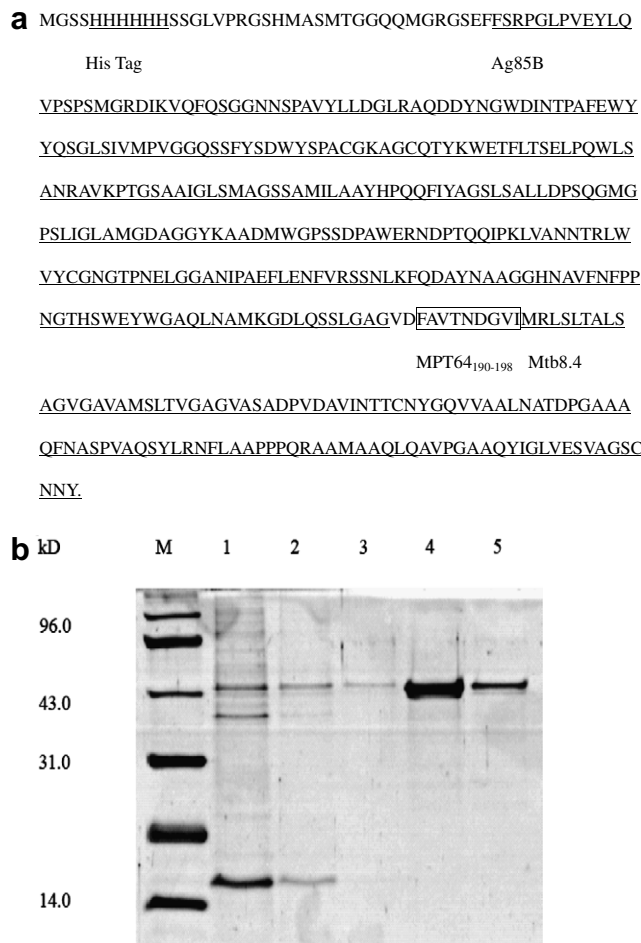 a MGSSHHHHHHSSGLVPRGSHMASMTGGQQMGRGSEFFSRPGLPVEYLQ
His Tag Ag85B
VPSPSMGRDIKVQFQSGGNNSPAVYLLDGLRAQDDYNGWDINTPAFEWY
YQSGLSIVMPVGGQSSFYSDWYSPACGKAGCQTYKWETFLTSELPQWLS
ANRAVKPTGSAAIGLSMAGSSAMILAAYHPQQFIYAGSLSALLDPSQGMG
PSLIGLAMGDAGGYKAADMWGPSSDPAWERNDPTQQIPKLVANNTRLW
VYCGNGTPNELGGANIPAEFLENFVRSSNLKFQDAYNAAGGHNAVFNFPP
NGTHSWEYWGAQLNAMKGDLQSSLGAGVDFAVTNDGVIMRLSLTALS
MPT64190-198 Mtb8.4
AGVGAVAMSLTVGAGVASADPVDAVINTTCNYGQVVAALNATDPGAAA
QFNASPVAQSYLRNFLAAPPPQRAAMAAQLQAVPGAAQYIGLVESVAGSC
NNY.
b kD M 1 2 3 4 5
96.0
43.0
31.0
14.0